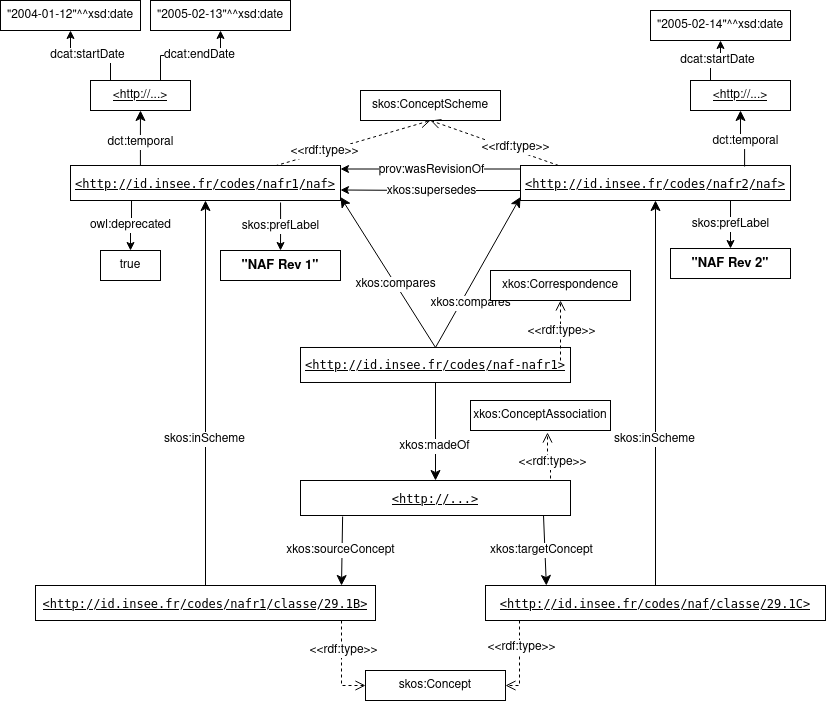 "2004-01-12"^^xsd:date
"2005-02-13"^^xsd:date
"2005-02-14"^^xsd:date
dcat:startDate
dcat:endDate
dcat:startDate
<http://...>
<http://...>
skos:ConceptScheme
dct:temporal
dct:temporal
<<rdf:type>>
<<rdf:type>>
prov:wasRevisionOf
<http://id.insee.fr/codes/nafr1/naf>
<http://id.insee.fr/codes/nafr2/naf>
xkos:supersedes
owl:deprecated
skos:prefLabel
skos:prefLabel
true
"NAF Rev 1"
"NAF Rev 2"
xkos:compares
xkos:compares
xkos:Correspondence
<<rdf:type>>
<http://id.insee.fr/codes/naf-nafr1>
xkos:ConceptAssociation
skos:inScheme
xkos:madeOf
skos:inScheme
<<rdf:type>>
<http://...>
xkos:sourceConcept
xkos:targetConcept
<http://id.insee.fr/codes/nafr1/classe/29.1B>
<http://id.insee.fr/codes/naf/classe/29.1C>
<<rdf:type>>
<<rdf:type>>
skos:Concept